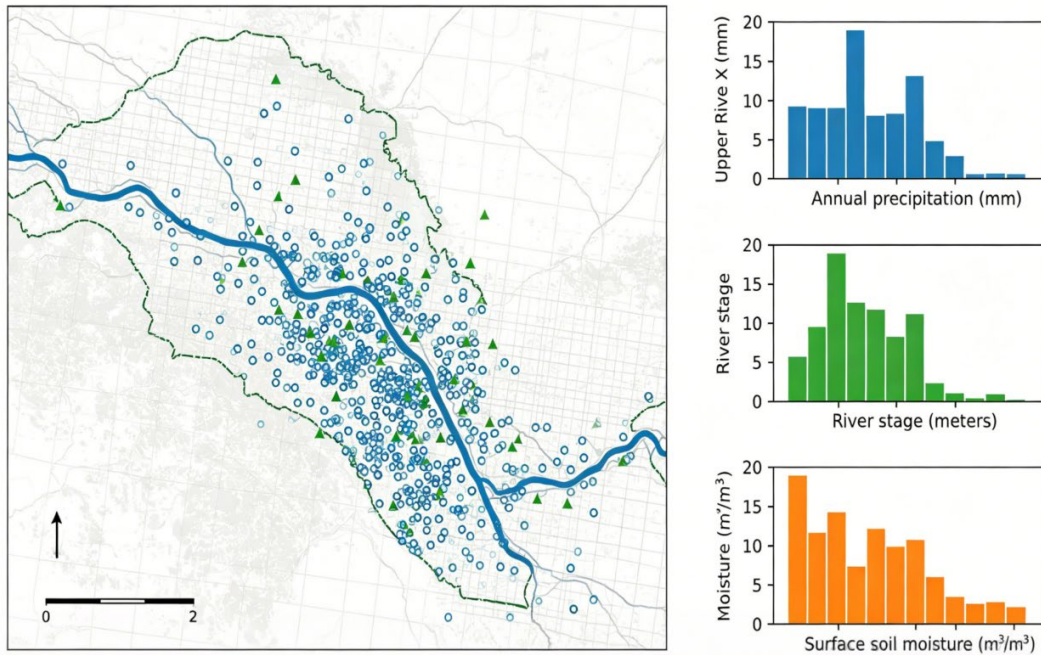 0
2
Upper Rive X (mm)
20
15
10
5
0
Annual precipitation (mm)
River stage
20
15
10
5
0
River stage (meters)
Moisture (m³/m³)
20
15
10
5
0
Surface soil moisture (m³/m³)